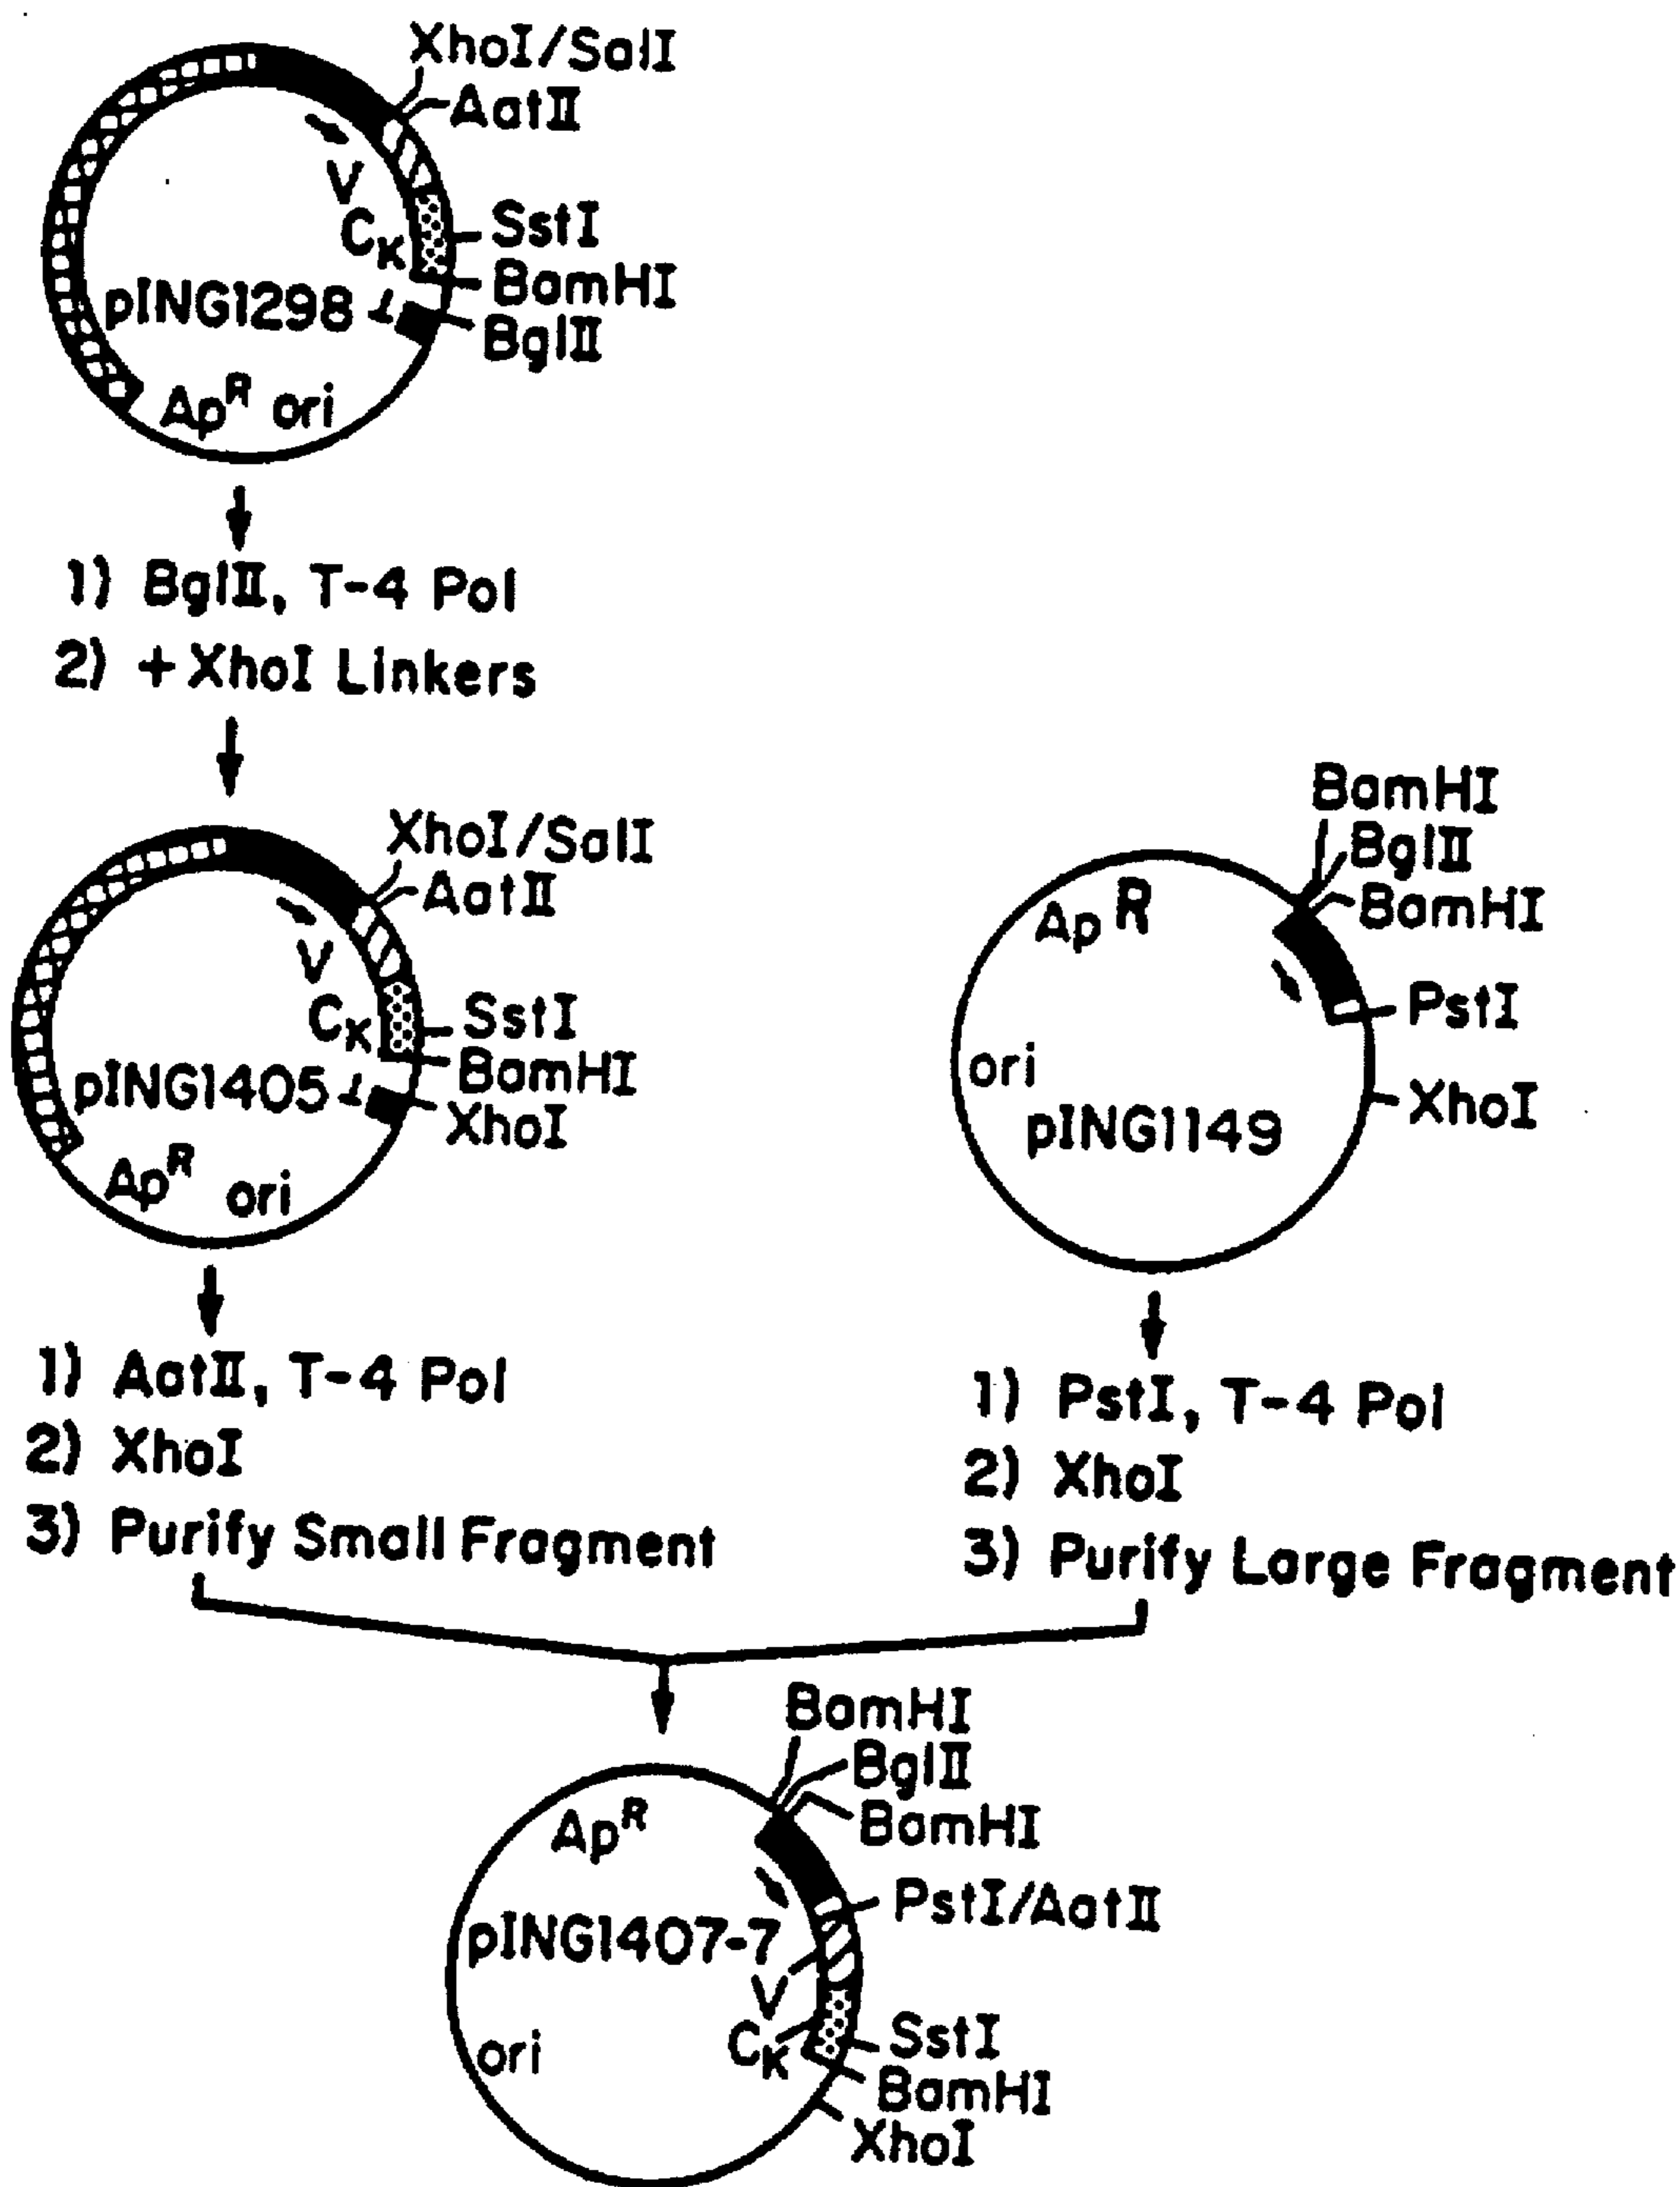 XhoI/SalI
AatII
V
CK
SstI
BamHI
pING1298
BglII
ApR ori
1) BglII, T-4 Pol
2) +XhoI Linkers
XhoI/SalI
AatII
V
CK
SstI
BamHI
pING1405
XhoI
ApR ori
BamHI
BglII
BamHI
ApR
PstI
ori
XhoI
pING1149
1) AatII, T-4 Pol
2) XhoI
3) Purify Small Fragment
1) PstI, T-4 Pol
2) XhoI
3) Purify Large Fragment
BamHI
BglII
BamHI
ApR
PstI/AatII
pING1407-7
V
CK
SstI
ori
BamHI
XhoI